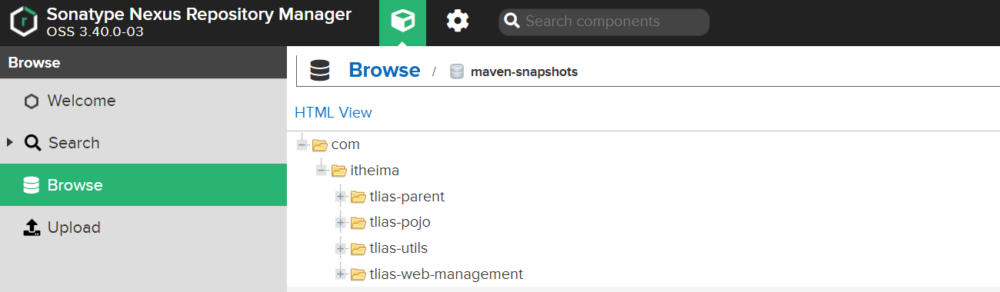 Sonatype Nexus Repository Manager
OSS 3.40.0-03
Search components
Browse
Browse / maven-snapshots
Welcome
HTML View
Search
com
itheima
Browse
tlias-parent
tlias-pojo
Upload
tlias-utils
tlias-web-management